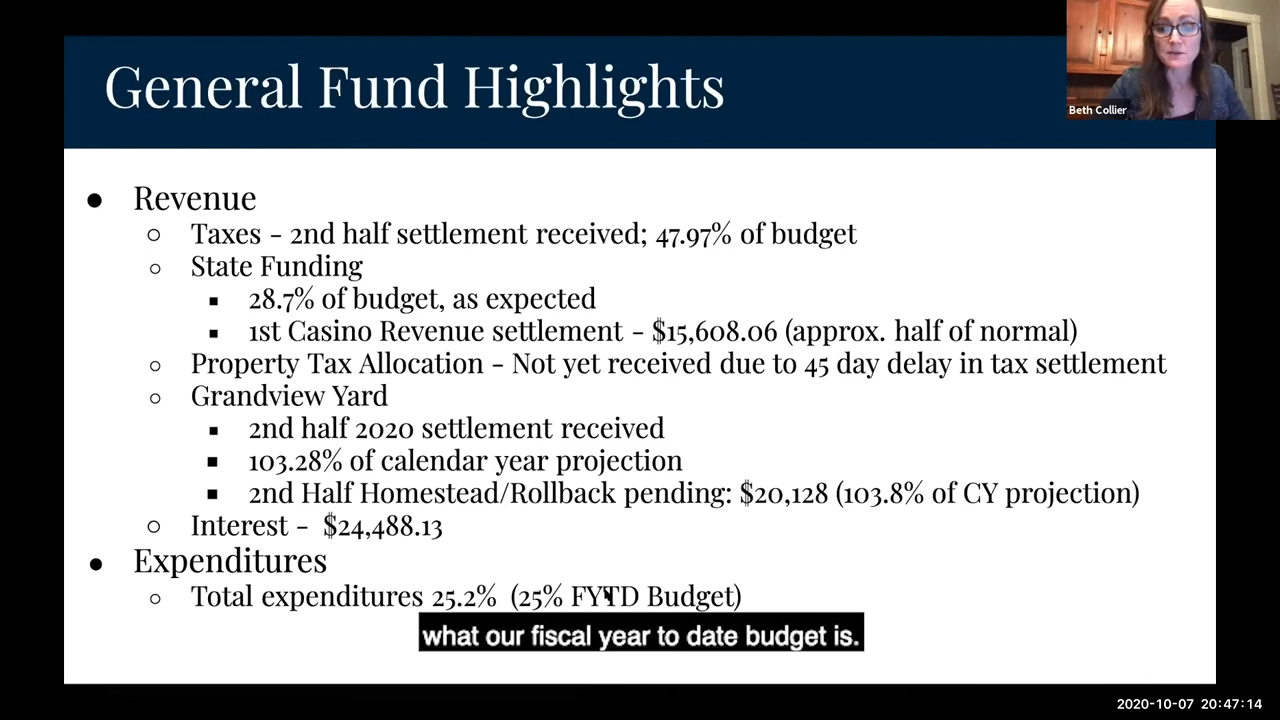 General Fund Highlights
Beth Collier
● Revenue
○ Taxes - 2nd half settlement received; 47.97% of budget
○ State Funding
■ 28.7% of budget, as expected
■ 1st Casino Revenue settlement - $15,608.06 (approx. half of normal)
○ Property Tax Allocation - Not yet received due to 45 day delay in tax settlement
○ Grandview Yard
■ 2nd half 2020 settlement received
■ 103.28% of calendar year projection
■ 2nd Half Homestead/Rollback pending: $20,128 (103.8% of CY projection)
○ Interest - $24,488.13
● Expenditures
○ Total expenditures 25.2% (25% FYTD Budget)
what our fiscal year to date budget is.
2020-10-07 20:47:14